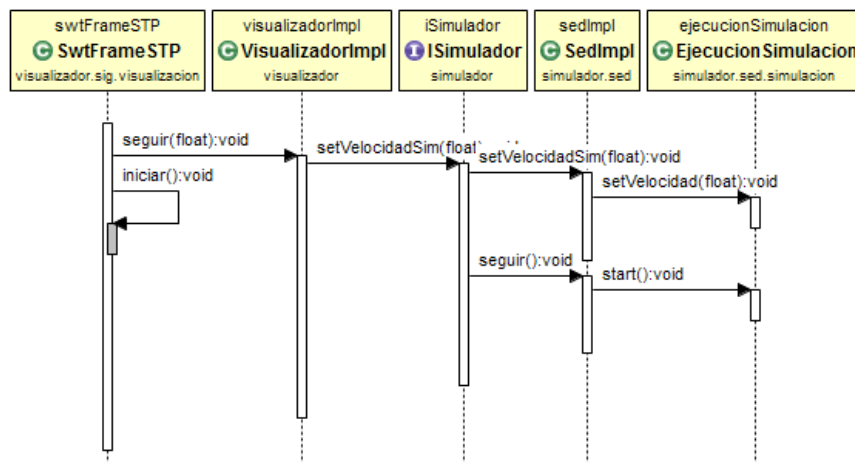 swtFrameSTP
C SwtFrameSTP
visualizador.sig.visualizacion
visualizadorImpl
C VisualizadorImpl
visualizador
iSimulador
I ISimulador
simulador
sedImpl
C SedImpl
simulador.sed
ejecucionSimulacion
C EjecucionSimulacion
simulador.sed.simulacion
seguir(float):void
setVelocidadSim(float)
setVelocidadSim(float):void
iniciar():void
setVelocidad(float):void
seguir():void
start():void